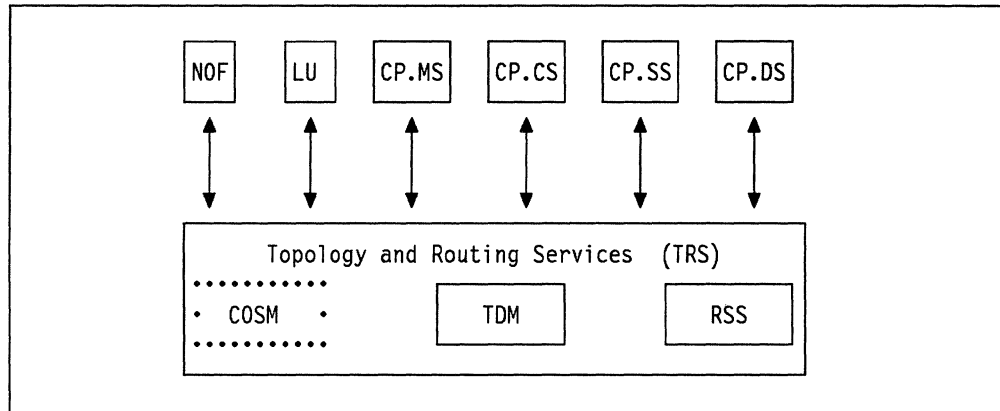 NOF LU CP.MS CP.CS CP.SS CP.DS
Topology and Routing Services (TRS)
COSM TDM RSS